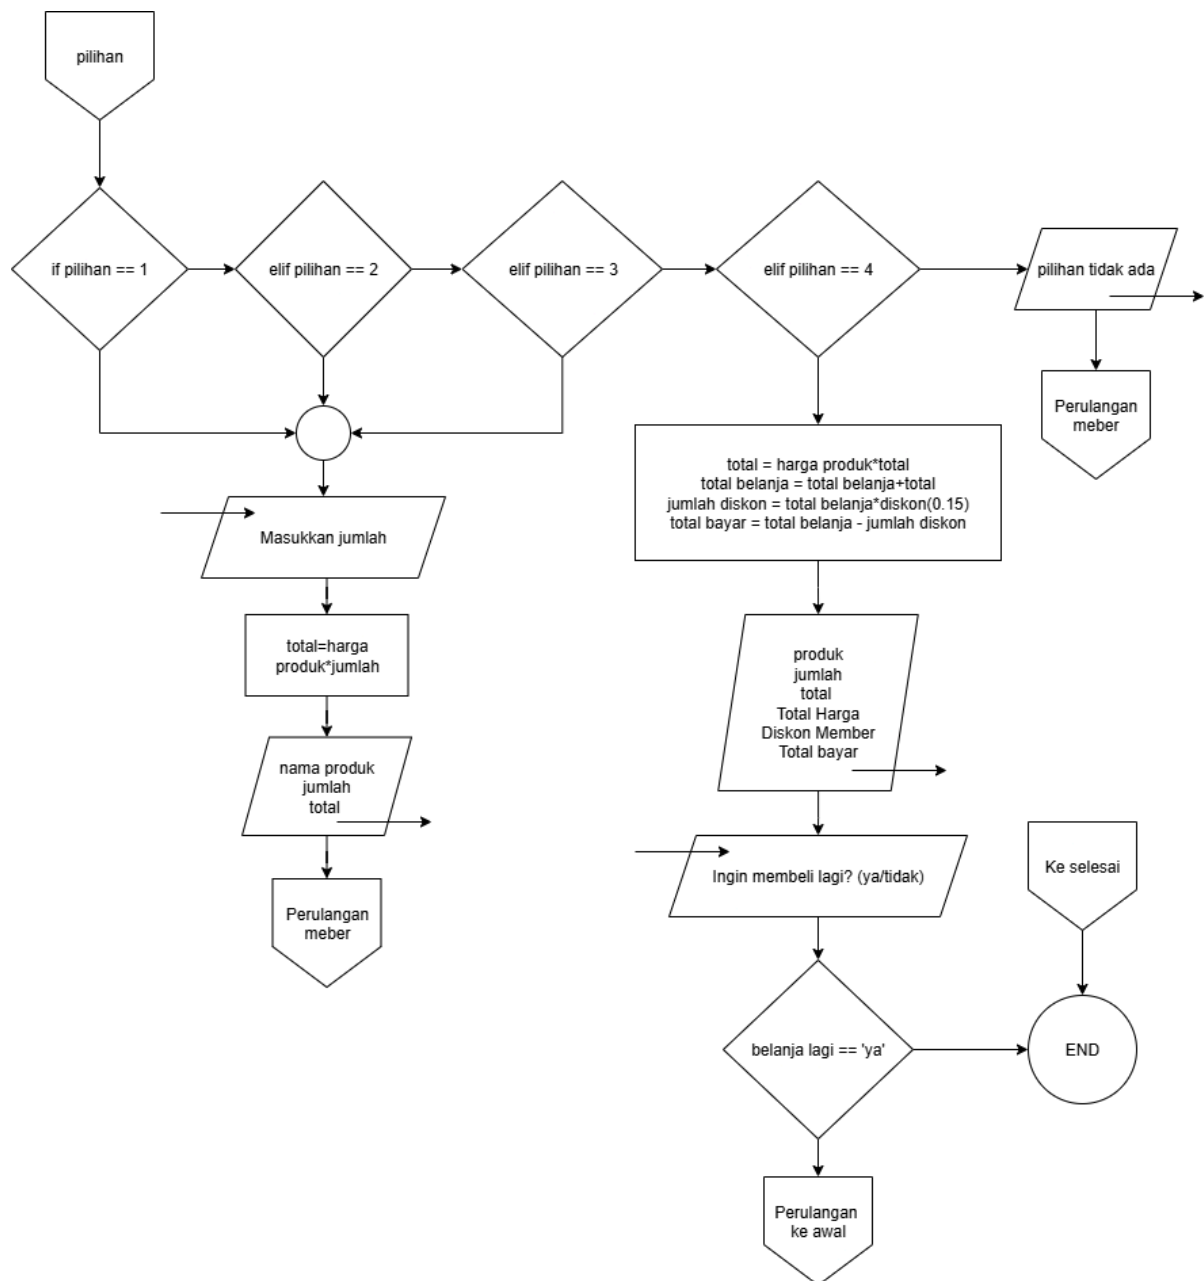 pilihan
if pilihan == 1
elif pilihan == 2
elif pilihan == 3
elif pilihan == 4
pilihan tidak ada
Perulangan
meber
Masukkan jumlah
total=harga
produk*jumlah
nama produk
jumlah
total
Perulangan
meber
total = harga produk*total
total belanja = total belanja+total
jumlah diskon = total belanja*diskon(0.15)
total bayar = total belanja - jumlah diskon
produk
jumlah
total
Total Harga
Diskon Member
Total bayar
Ingin membeli lagi? (ya/tidak)
belanja lagi == 'ya'
Perulangan
ke awal
Ke selesai
END